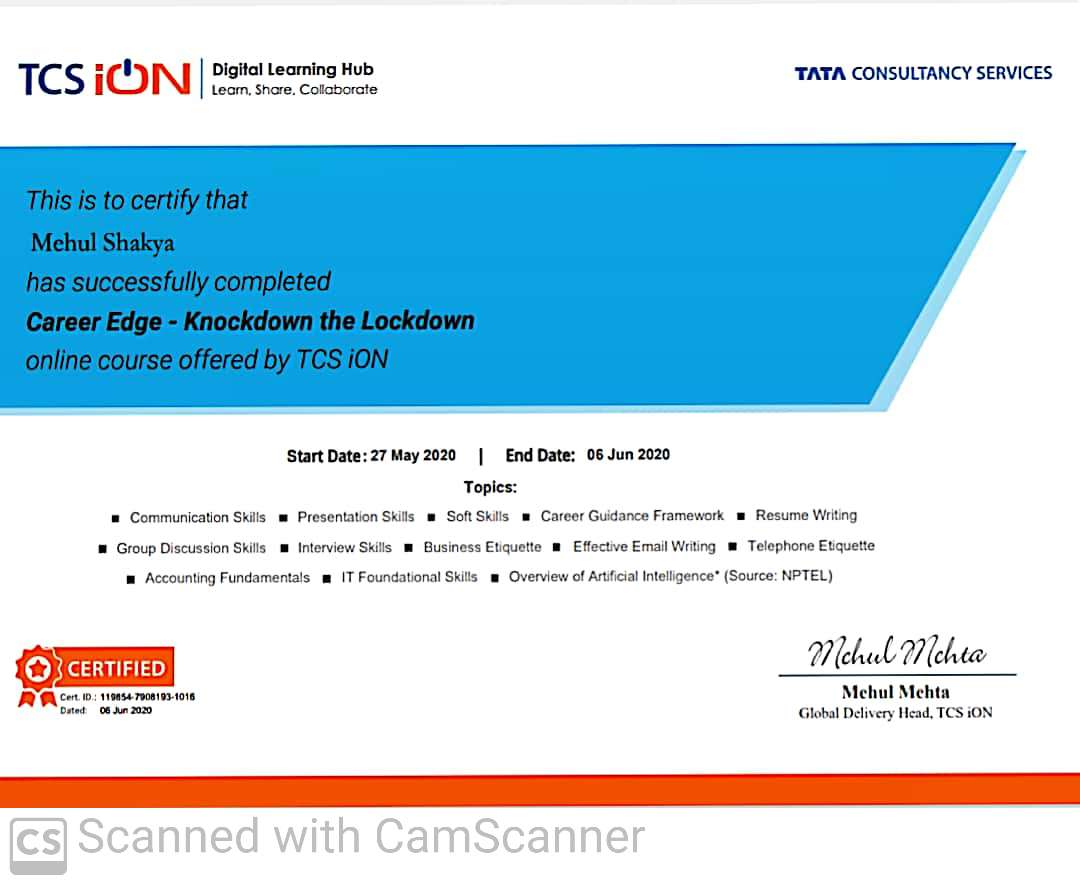 TCS iON
Digital Learning Hub
Learn, Share, Collaborate
TATA CONSULTANCY SERVICES
This is to certify that
Mehul Shakya
has successfully completed
Career Edge - Knockdown the Lockdown
online course offered by TCS iON
Start Date: 27 May 2020 | End Date: 06 Jun 2020
Topics:
▪ Communication Skills ▪ Presentation Skills ▪ Soft Skills ▪ Career Guidance Framework ▪ Resume Writing
▪ Group Discussion Skills ▪ Interview Skills ▪ Business Etiquette ▪ Effective Email Writing ▪ Telephone Etiquette
▪ Accounting Fundamentals ▪ IT Foundational Skills ▪ Overview of Artificial Intelligence* (Source: NPTEL)
CERTIFIED
Cert. ID.: 119854-7908193-1016
Dated: 06 Jun 2020
Mehul Mehta
Mehul Mehta
Global Delivery Head, TCS iON
CS Scanned with CamScanner